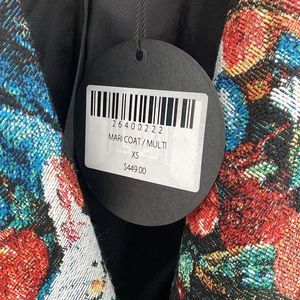 26400222
MARI COAT / MULTI
XS
$449.00